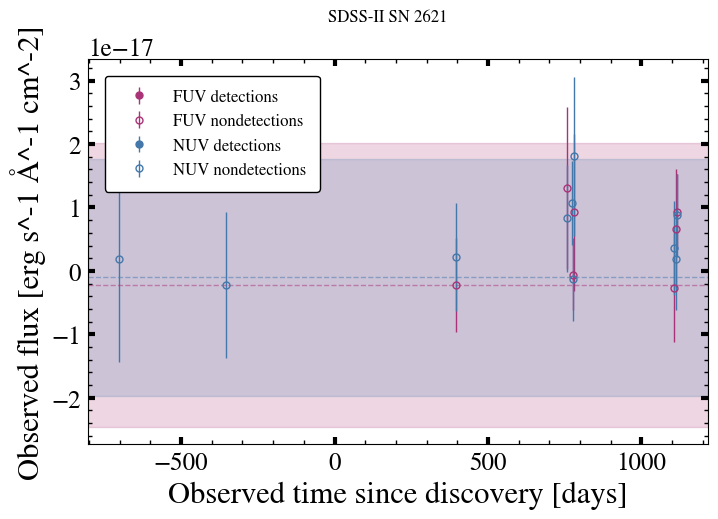 SDSS-II SN 2621
1e−17
FUV detections
FUV nondetections
NUV detections
NUV nondetections
3
2
1
0
−1
−2
−500
0
500
1000
Observed time since discovery [days]
Observed flux [erg s^-1 Å^-1 cm^-2]